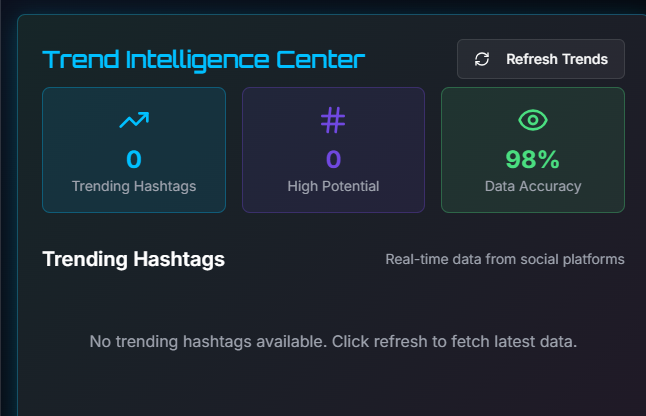 Trend Intelligence Center
Refresh Trends
0
Trending Hashtags
0
High Potential
98%
Data Accuracy
Trending Hashtags
Real-time data from social platforms
No trending hashtags available. Click refresh to fetch latest data.